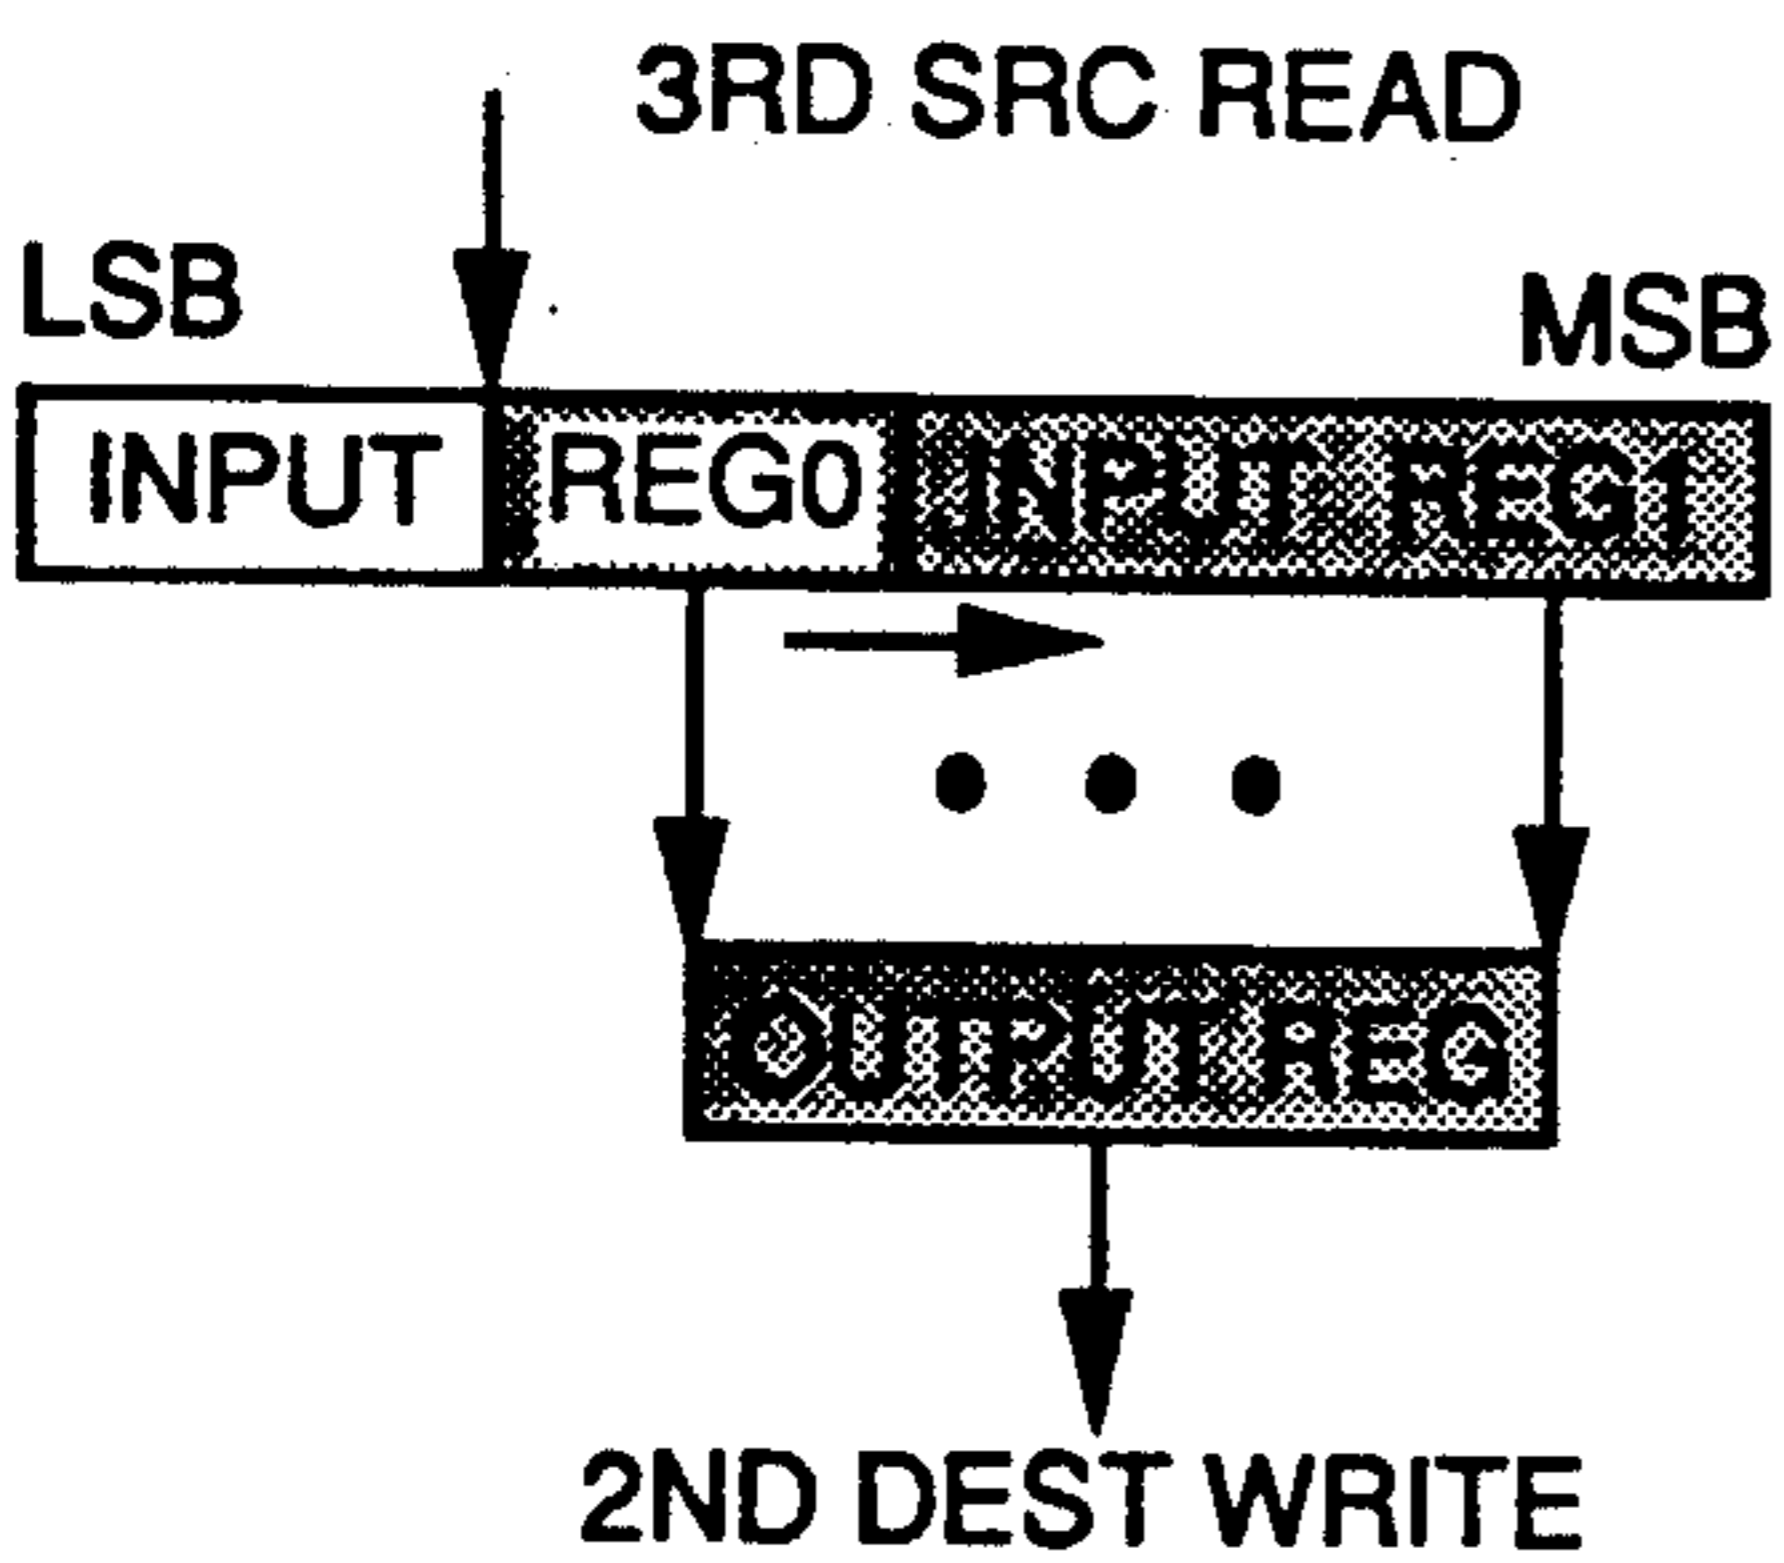 3RD SRC READ
LSB
MSB
INPUT REG0 INPUT REG1
OUTPUT REG
2ND DEST WRITE